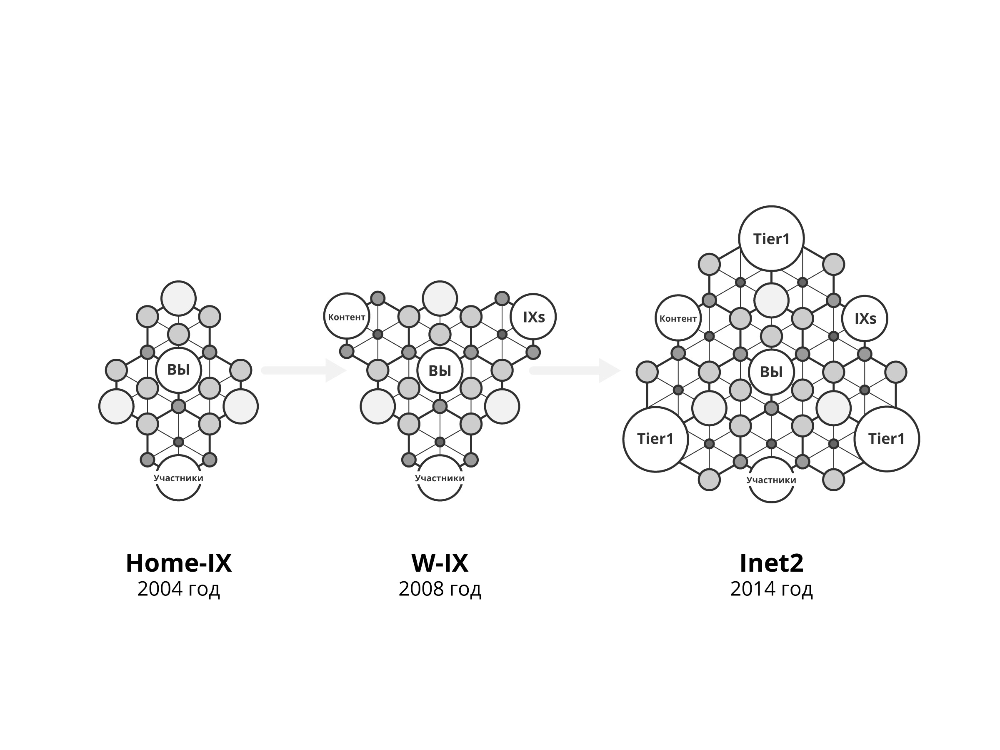 ВЫ
Участники
Home-IX
2004 год
Контент
IXs
ВЫ
Участники
W-IX
2008 год
Tier1
Контент
IXs
ВЫ
Tier1
Tier1
Участники
Inet2
2014 год